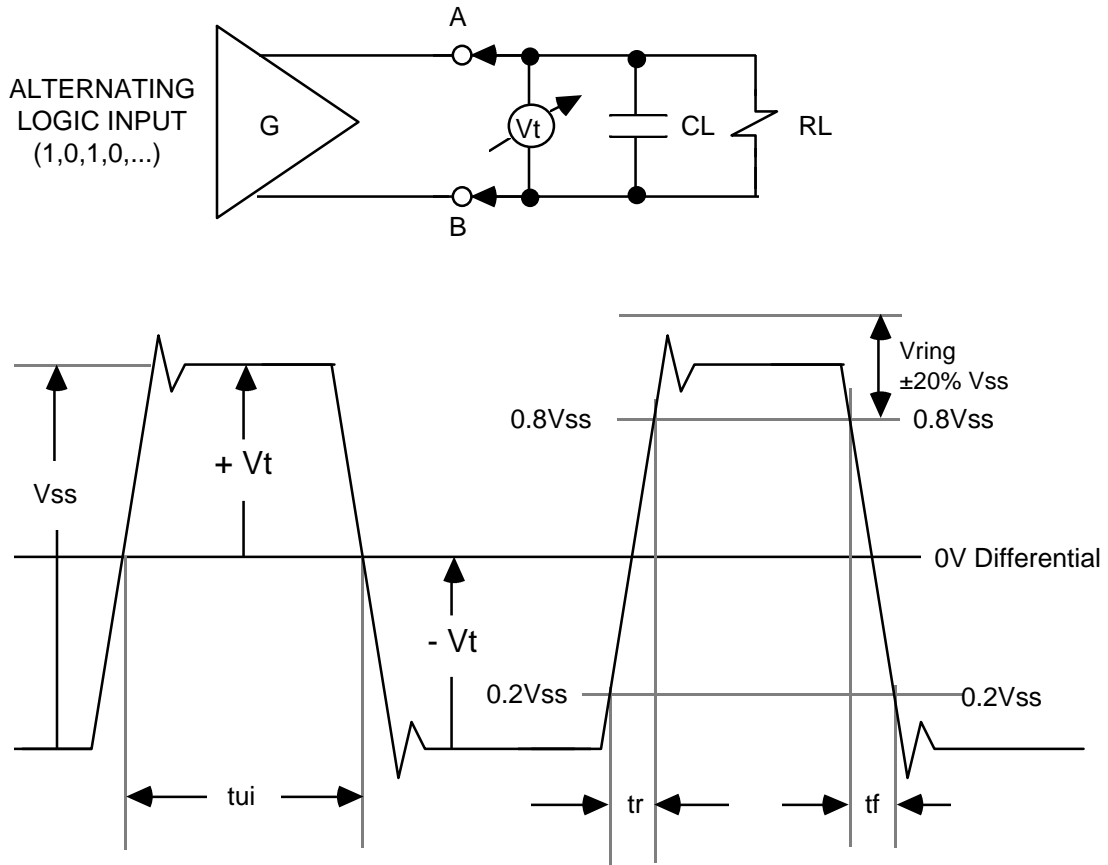 A
ALTERNATING
LOGIC INPUT
(1,0,1,0,...)
G
Vt
CL
RL
B
Vring
±20% Vss
0.8Vss
0.8Vss
+ Vt
Vss
0V Differential
- Vt
0.2Vss
0.2Vss
tui
tr
tf